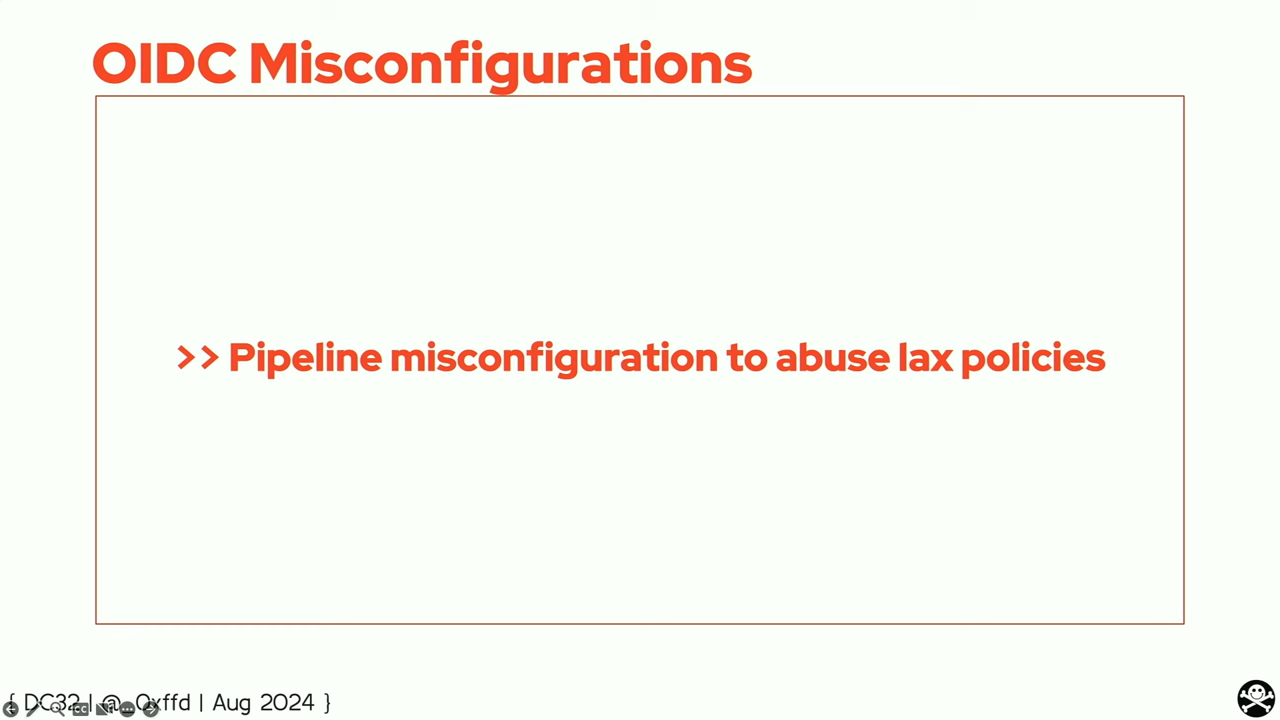 OIDC Misconfigurations
>> Pipeline misconfiguration to abuse lax policies
{ DC32 | @_0xffd | Aug 2024 }